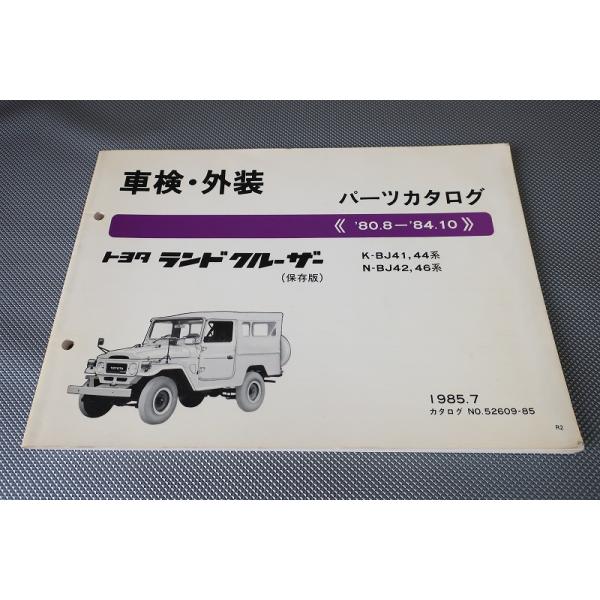 車検・外装
パーツカタログ
《 '80.8－'84.10》
トヨタ ランドクルーザー
(保存版)
K-BJ41,44系
N-BJ42,46系
TOYOTA
1985.7
カタログ NO.52609-85
R2